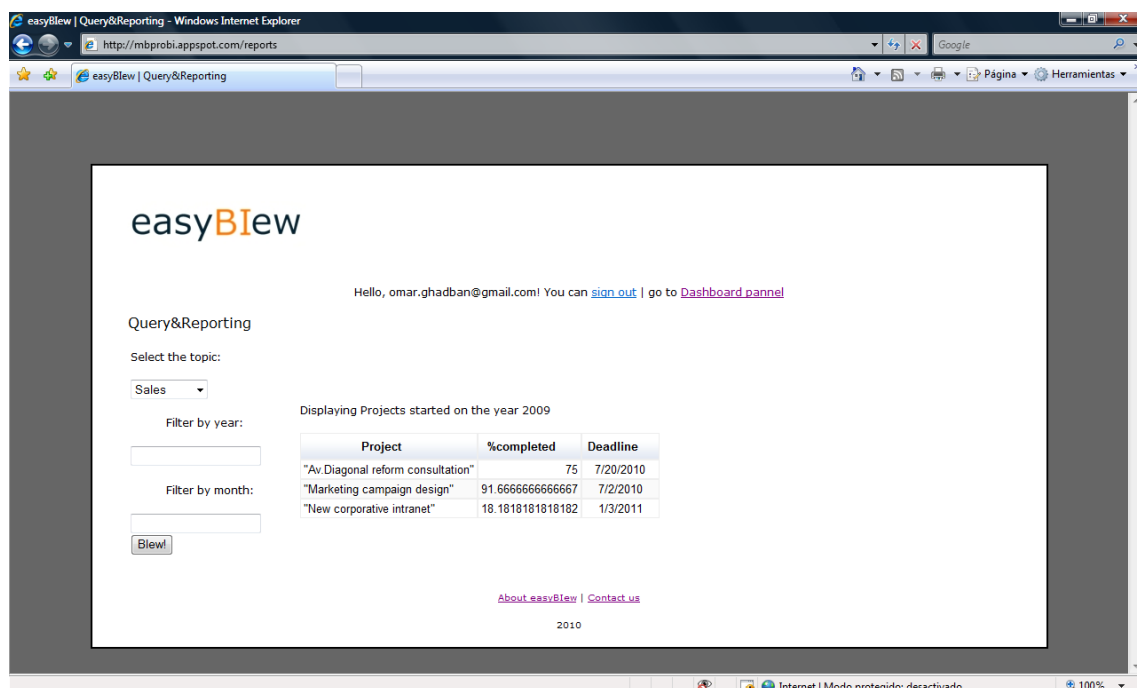 easyBIew | Query&Reporting - Windows Internet Explorer
http://mbprobi.appspot.com/reports
Google
easyBIew | Query&Reporting
Página
Herramientas
easyBIew
Hello, omar.ghadban@gmail.com! You can sign out | go to Dashboard pannel
Query&Reporting
Select the topic:
Sales
Filter by year:
Filter by month:
BIew!
Displaying Projects started on the year 2009
Project %completed Deadline
"Av.Diagonal reform consultation" 75 7/20/2010
"Marketing campaign design" 91.6666666666667 7/2/2010
"New corporative intranet" 18.1818181818182 1/3/2011
About easyBIew | Contact us
2010
Internet | Modo protegido: desactivado
100%